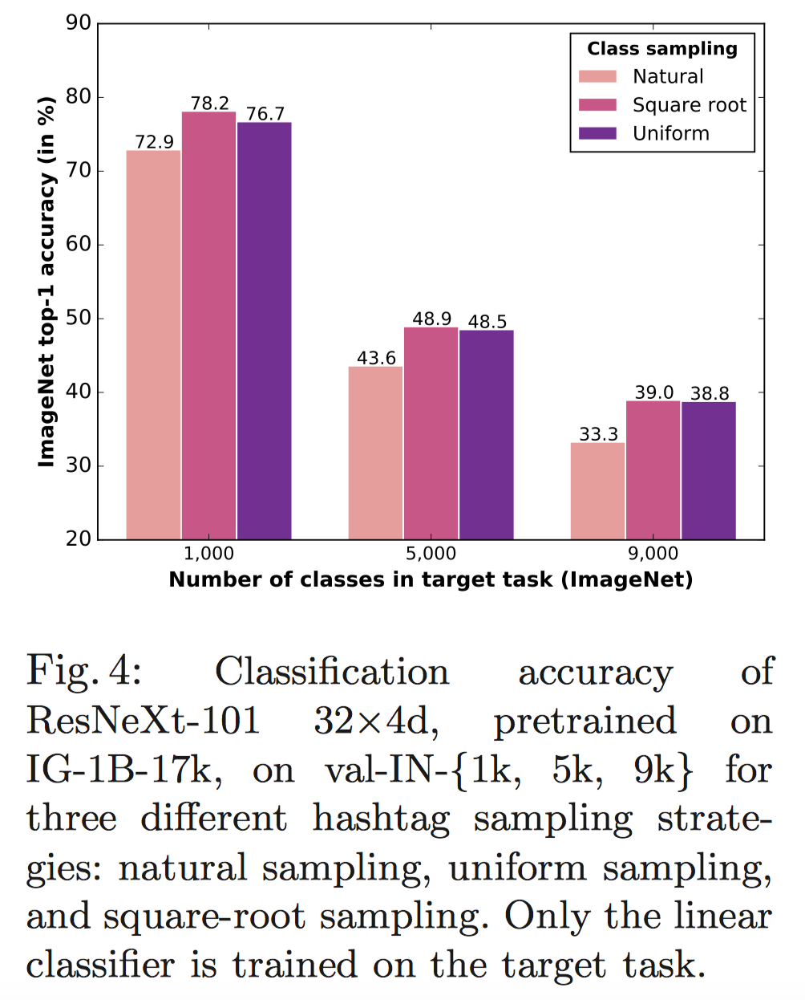 90
80
70
60
50
40
30
20
ImageNet top-1 accuracy (in %)
Class sampling
Natural
Square root
Uniform
72.9
78.2
76.7
43.6
48.9
48.5
33.3
39.0
38.8
1,000
5,000
9,000
Number of classes in target task (ImageNet)
Fig. 4: Classification accuracy of
ResNeXt-101 32×4d, pretrained on
IG-1B-17k, on val-IN-{1k, 5k, 9k} for
three different hashtag sampling strate-
gies: natural sampling, uniform sampling,
and square-root sampling. Only the linear
classifier is trained on the target task.